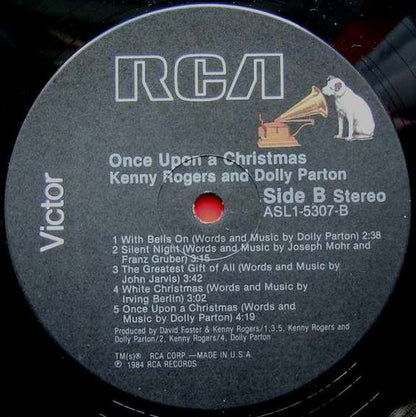 RCA
Victor
Once Upon a Christmas
Kenny Rogers and Dolly Parton
Side B Stereo
ASL1-5307-B
1 With Bells On (Words and Music by Dolly Parton) 2:38
2 Silent Night (Words and Music by Joseph Mohr and
Franz Gruber) 3:15
3 The Greatest Gift of All (Words and Music by
John Jarvis) 3:42
4 White Christmas (Words and Music by
Irving Berlin) 3:02
5 Once Upon a Christmas (Words and
Music by Dolly Parton) 4:19
Produced by David Foster & Kenny Rogers/1,3,5, Kenny Rogers and
Dolly Parton/2, Kenny Rogers/4, Dolly Parton
TM(s)® RCA CORP.—MADE IN U.S.A.
℗ 1984 RCA RECORDS